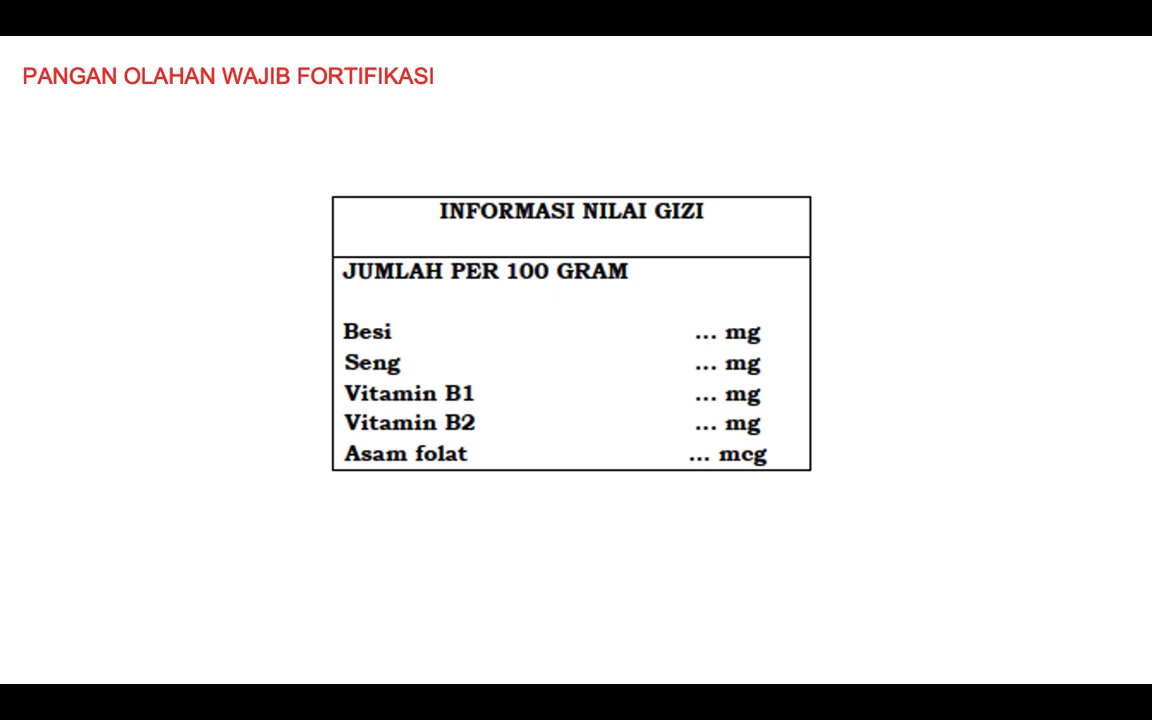 PANGAN OLAHAN WAJIB FORTIFIKASI
INFORMASI NILAI GIZI
JUMLAH PER 100 GRAM
Besi ... mg
Seng ... mg
Vitamin B1 ... mg
Vitamin B2 ... mg
Asam folat ... mcg